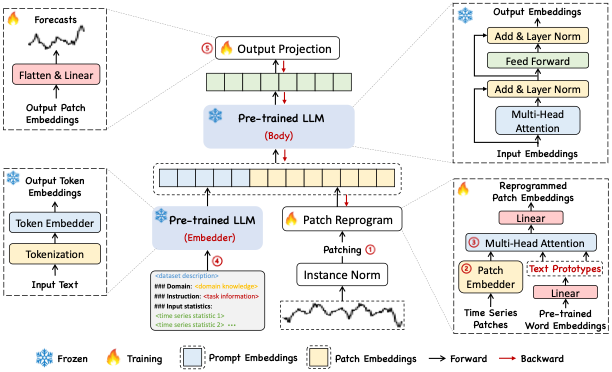 Forecasts
Flatten & Linear
Output Patch
Embeddings
⑤
Output Projection
Pre-trained LLM
(Body)
Output Embeddings
Add & Layer Norm
Feed Forward
Add & Layer Norm
Multi-Head
Attention
Input Embeddings
Output Token
Embeddings
Token Embedder
Tokenization
Input Text
Pre-trained LLM
(Embedder)
④
<dataset description>
### Domain: <domain knowledge>
### Instruction: <task information>
### Input statistics:
<time series statistic 1>
<time series statistic 2> ...
Patch Reprogram
Patching ①
Instance Norm
Reprogrammed
Patch Embeddings
Linear
③ Multi-Head Attention
② Patch
Embedder
Text Prototypes
Linear
Time Series
Patches
Pre-trained
Word Embeddings
Frozen
Training
Prompt Embeddings
Patch Embeddings
Forward
Backward